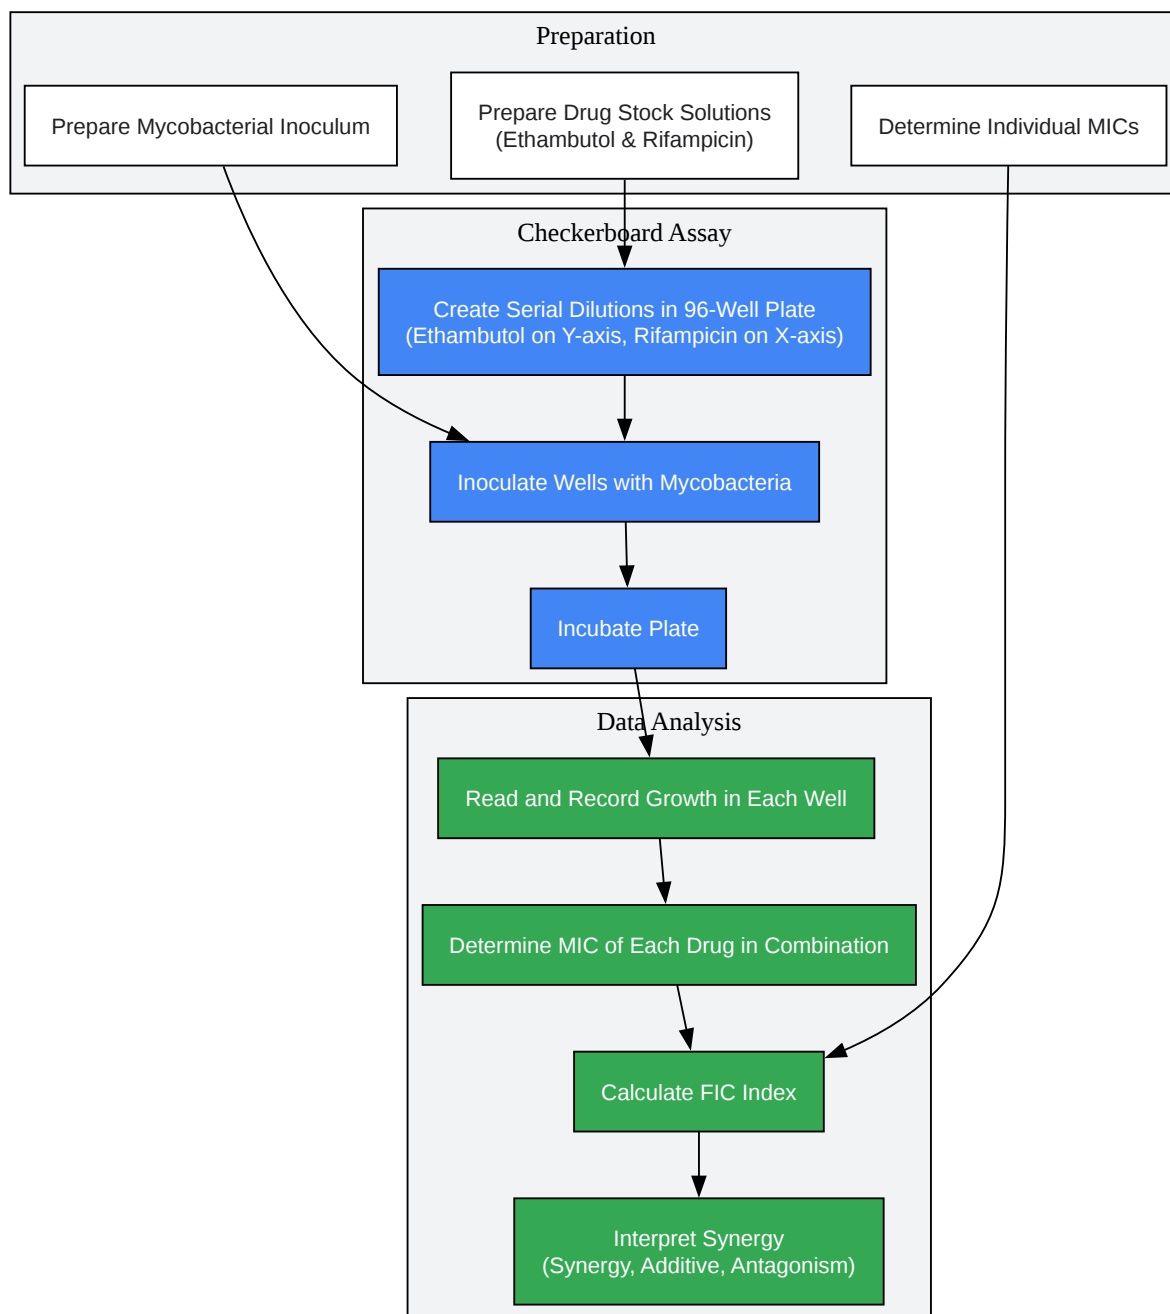 Preparation
Prepare Mycobacterial Inoculum
Prepare Drug Stock Solutions
(Ethambutol & Rifampicin)
Determine Individual MICs
Checkerboard Assay
Create Serial Dilutions in 96-Well Plate
(Ethambutol on Y-axis, Rifampicin on X-axis)
Inoculate Wells with Mycobacteria
Incubate Plate
Data Analysis
Read and Record Growth in Each Well
Determine MIC of Each Drug in Combination
Calculate FIC Index
Interpret Synergy
(Synergy, Additive, Antagonism)